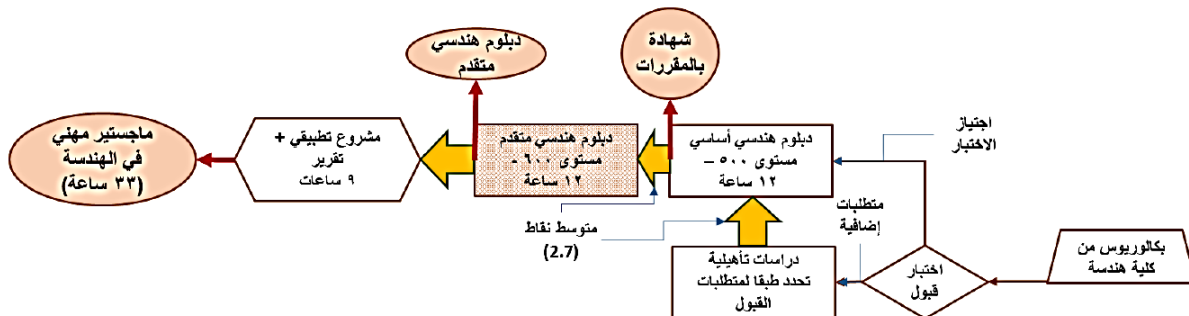 بكالوريوس من
كلية هندسة
اختبار
قبول
اجتياز
الاختبار
متطلبات
إضافية
دراسات تأهيلية
تحدد طبقا لمتطلبات
القبول
متوسط نقاط
(2.7)
دبلوم هندسي أساسي
مستوى ٥٠٠ –
١٢ ساعة
شهادة
بالمقررات
دبلوم هندسي متقدم
مستوى ٦٠٠ -
١٢ ساعة
دبلوم هندسي
متقدم
مشروع تطبيقي +
تقرير
٩ ساعات
ماجستير مهني
في الهندسة
(٣٣ ساعة)